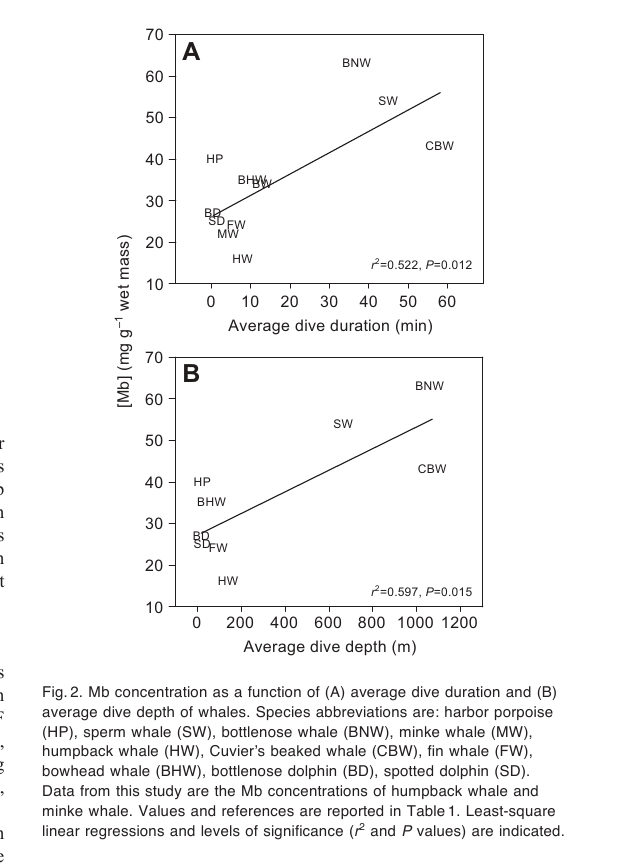 70
A
60
BNW
SW
50
CBW
40
HP
BHW
BW
30
BD
SD
FW
MW
20
HW
r²=0.522, P=0.012
10
0 10 20 30 40 50 60
Average dive duration (min)
[Mb] (mg g⁻¹ wet mass)
70
B
60
BNW
SW
50
CBW
40
HP
BHW
30
BD
SD
FW
20
HW
r²=0.597, P=0.015
10
0 200 400 600 800 1000 1200
Average dive depth (m)
Fig. 2. Mb concentration as a function of (A) average dive duration and (B)
average dive depth of whales. Species abbreviations are: harbor porpoise
(HP), sperm whale (SW), bottlenose whale (BNW), minke whale (MW),
humpback whale (HW), Cuvier's beaked whale (CBW), fin whale (FW),
bowhead whale (BHW), bottlenose dolphin (BD), spotted dolphin (SD).
Data from this study are the Mb concentrations of humpback whale and
minke whale. Values and references are reported in Table 1. Least-square
linear regressions and levels of significance (r² and P values) are indicated.